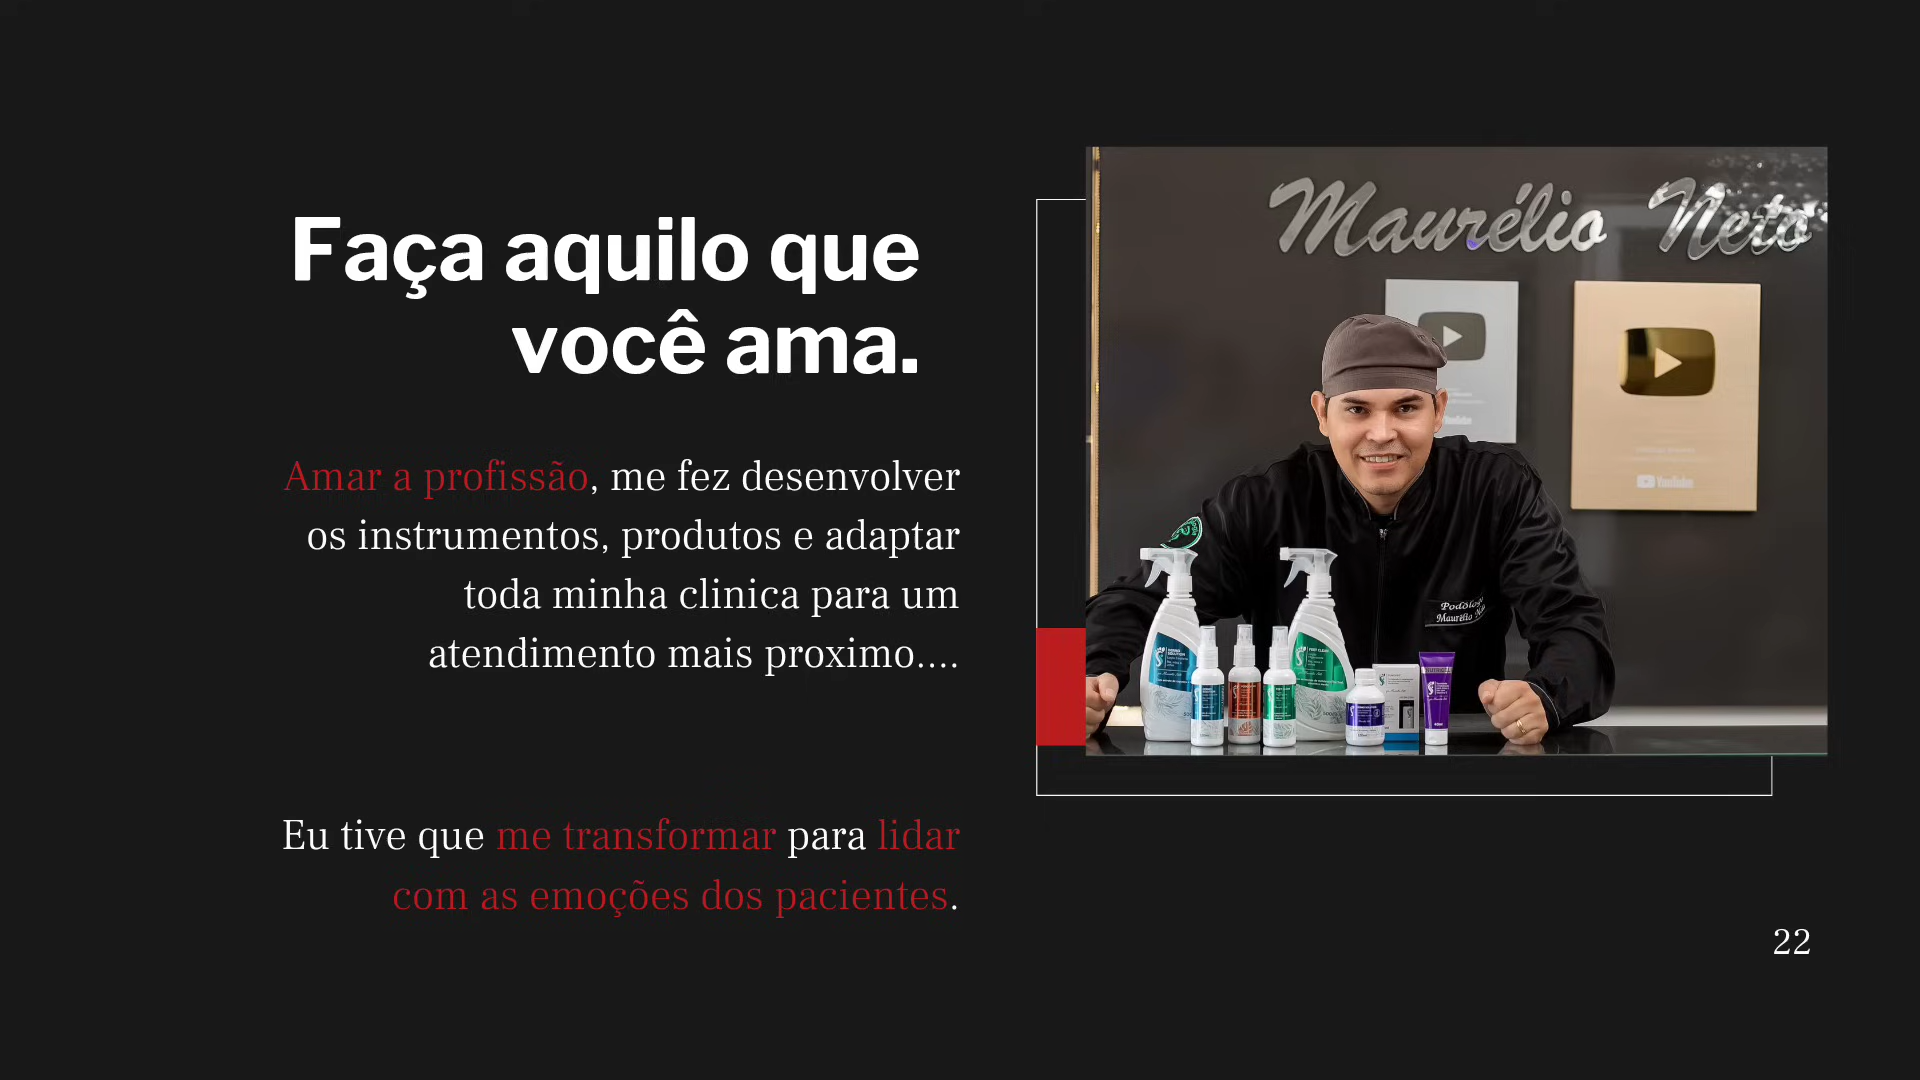 Faça aquilo que
você ama.
Amar a profissão, me fez desenvolver
os instrumentos, produtos e adaptar
toda minha clinica para um
atendimento mais proximo....
Eu tive que me transformar para lidar
com as emoções dos pacientes.
Maurélio Neto
YouTube
Podólogo
Maurélio
22